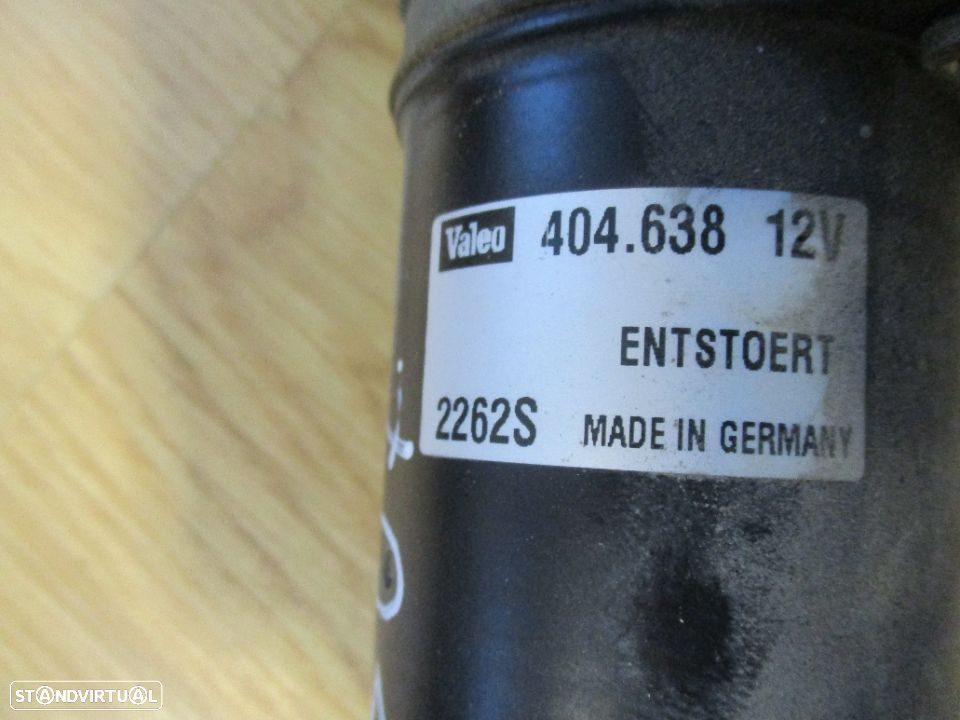 Valeo 404.638 12V
ENTSTOERT
2262S MADE IN GERMANY
STANDVIRTUAL